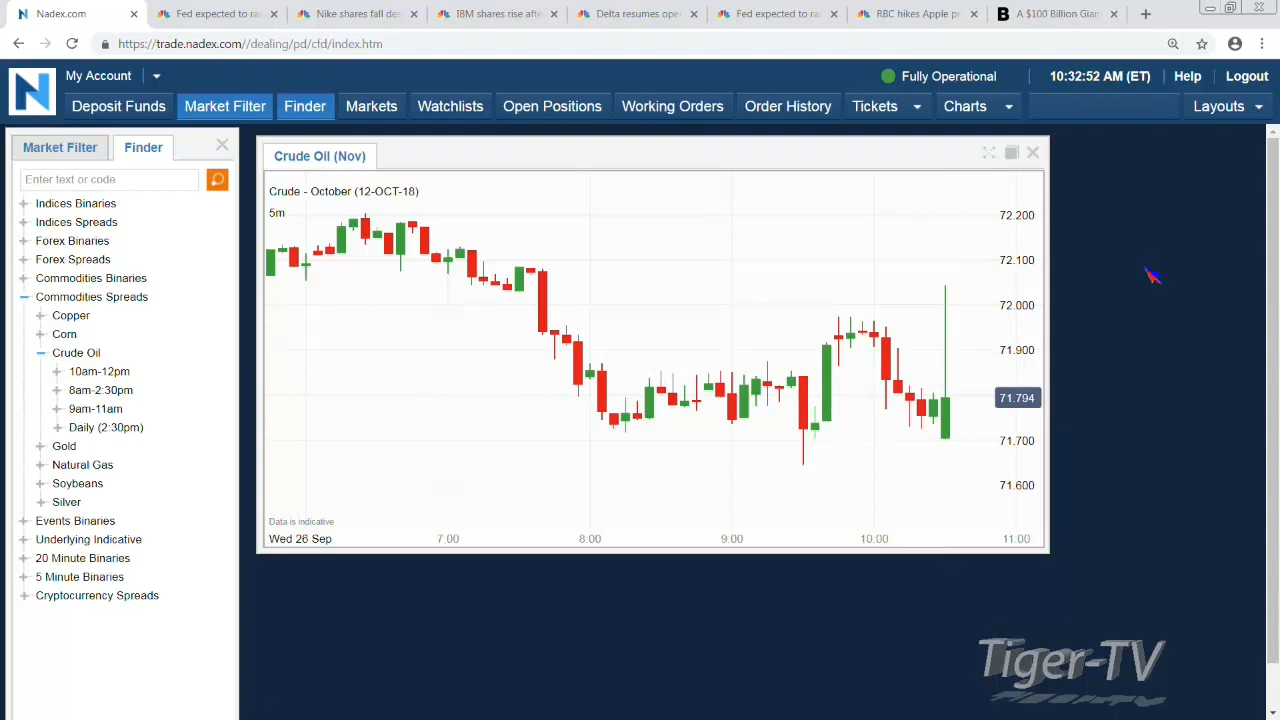 Nadex.com
Fed expected to ra
Nike shares fall des
IBM shares rise afte
Delta resumes ope
Fed expected to ra
RBC hikes Apple p
B A $100 Billion Gian
https://trade.nadex.com//dealing/pd/cfd/index.htm
N
My Account
Fully Operational
10:32:52 AM (ET)
Help
Logout
Deposit Funds
Market Filter
Finder
Markets
Watchlists
Open Positions
Working Orders
Order History
Tickets
Charts
Layouts
Market Filter
Finder
Enter text or code
Indices Binaries
Indices Spreads
Forex Binaries
Forex Spreads
Commodities Binaries
Commodities Spreads
Copper
Corn
Crude Oil
10am-12pm
8am-2:30pm
9am-11am
Daily (2:30pm)
Gold
Natural Gas
Soybeans
Silver
Events Binaries
Underlying Indicative
20 Minute Binaries
5 Minute Binaries
Cryptocurrency Spreads
Crude Oil (Nov)
Crude - October (12-OCT-18)
5m
72.200
72.100
72.000
71.900
71.794
71.700
71.600
Data is indicative
Wed 26 Sep
7:00
8:00
9:00
10:00
11:00
Tiger-TV